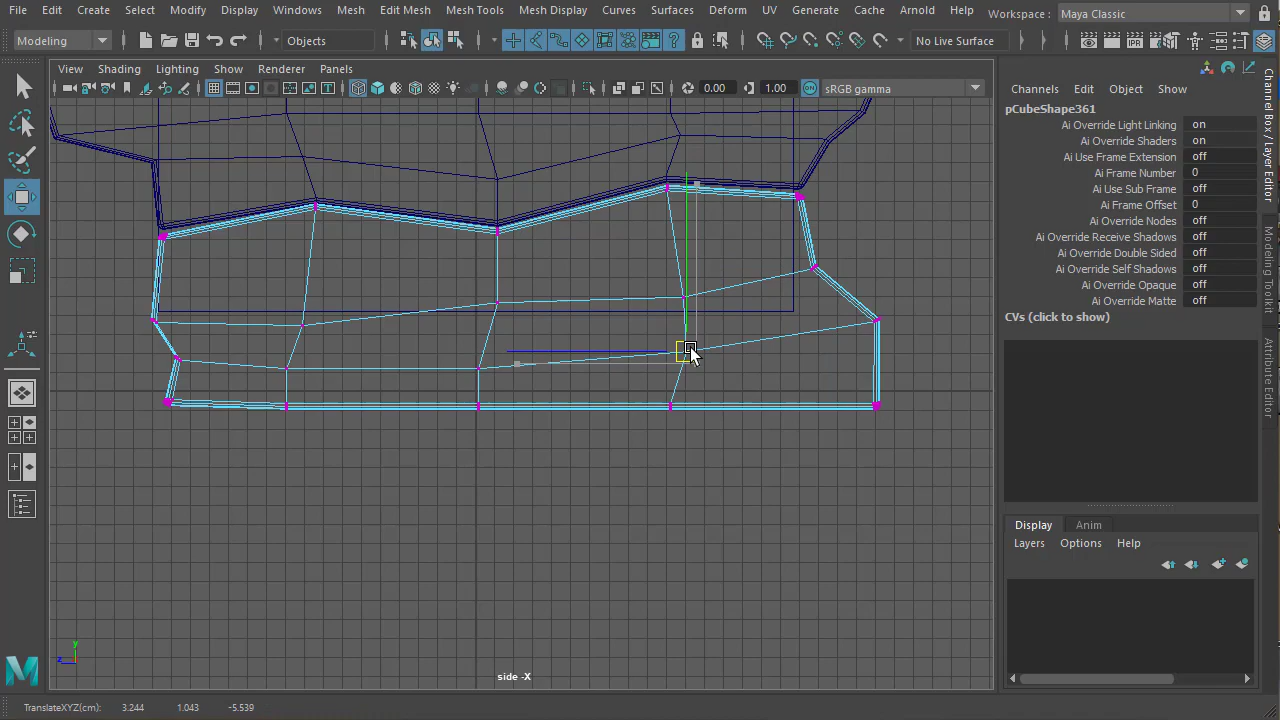 File Edit Create Select Modify Display Windows Mesh Edit Mesh Mesh Tools Mesh Display Curves Surfaces Deform UV Generate Cache Arnold Help Workspace : Maya Classic
Modeling Objects No Live Surface IPR
View Shading Lighting Show Renderer Panels
0.00 1.00 ON sRGB gamma
Channels Edit Object Show
pCubeShape361
Ai Override Light Linking on
Ai Override Shaders on
Ai Use Frame Extension off
Ai Frame Number 0
Ai Use Sub Frame off
Ai Frame Offset 0
Ai Override Nodes off
Ai Override Receive Shadows off
Ai Override Double Sided off
Ai Override Self Shadows off
Ai Override Opaque off
Ai Override Matte off
CVs (click to show)
Channel Box / Layer Editor
Modeling Toolkit
Attribute Editor
Display Anim
Layers Options Help
y
z
side -X
M
TranslateXYZ(cm): 3.244 1.043 -5.539